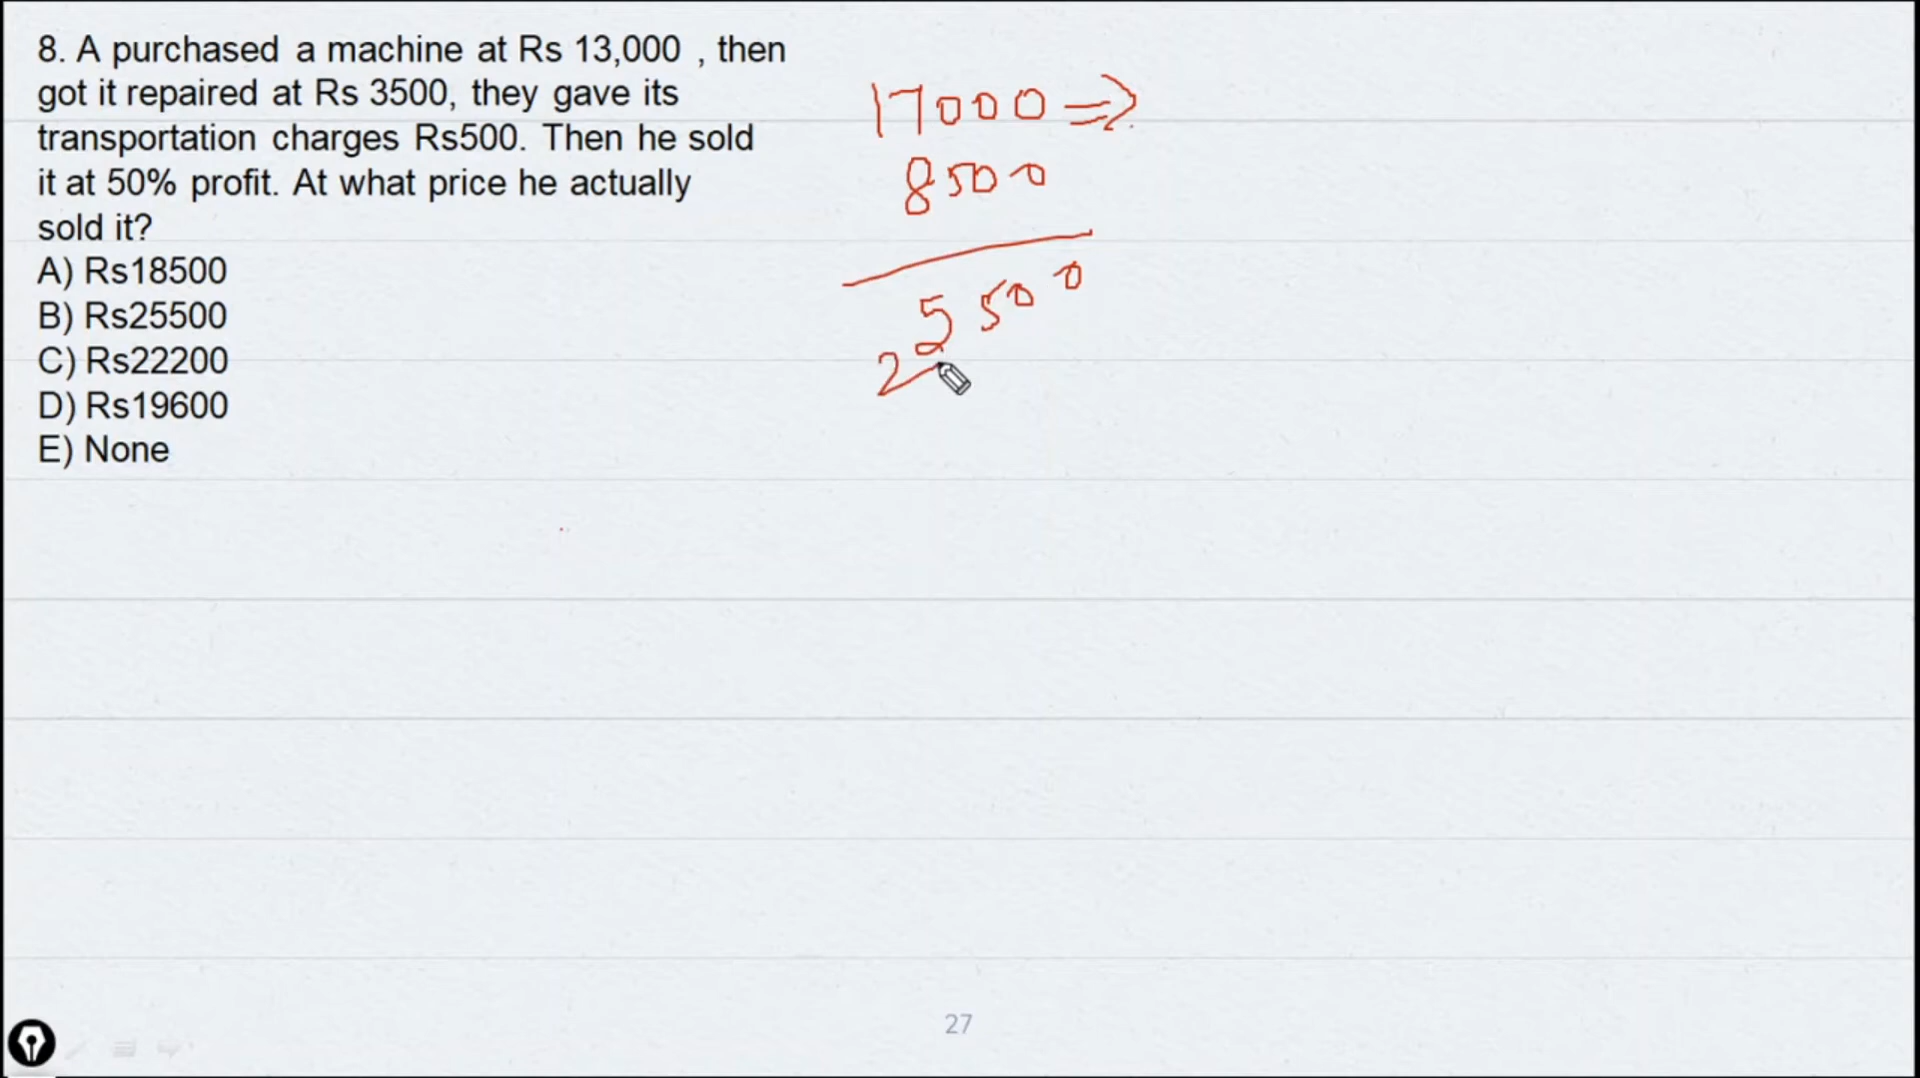 8. A purchased a machine at Rs 13,000 , then
got it repaired at Rs 3500, they gave its
transportation charges Rs500. Then he sold
it at 50% profit. At what price he actually
sold it?
A) Rs18500
B) Rs25500
C) Rs22200
D) Rs19600
E) None
17000 ⇒
8500
25500
27